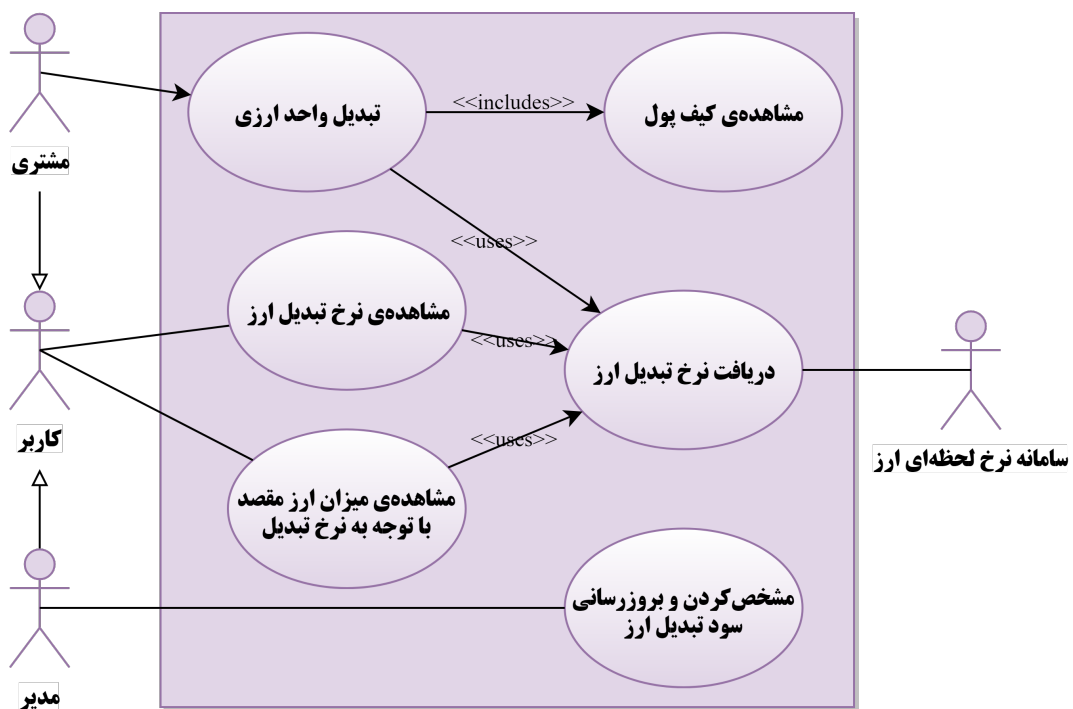 تبدیل واحد ارزی
<<includes>>
مشاهده‌ی کیف پول
مشتری
<<uses>>
مشاهده‌ی نرخ تبدیل ارز
<<uses>>
دریافت نرخ تبدیل ارز
کاربر
<<uses>>
سامانه نرخ لحظه‌ای ارز
مشاهده‌ی میزان ارز مقصد
با توجه به نرخ تبدیل
مشخص‌کردن و بروزرسانی
سود تبدیل ارز
مدیر